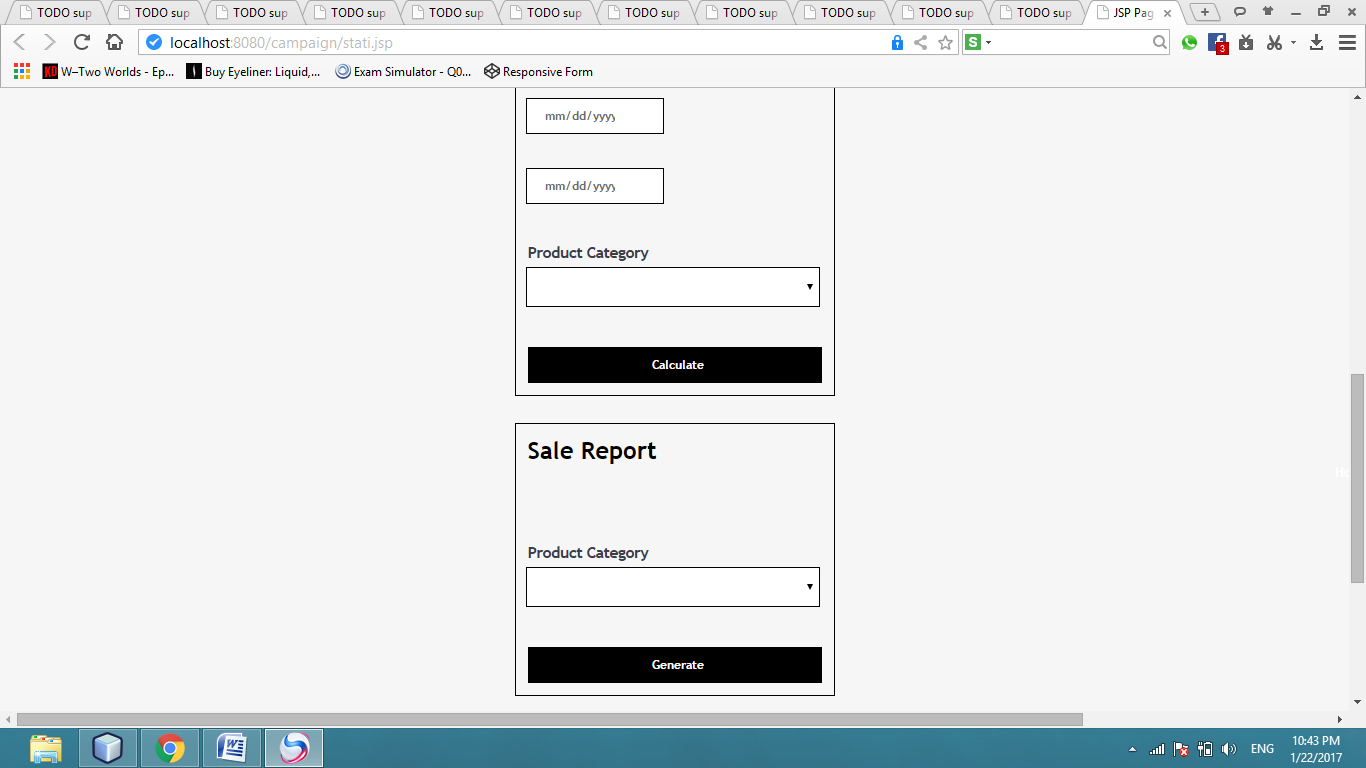 TODO sup TODO sup TODO sup TODO sup TODO sup TODO sup TODO sup TODO sup TODO sup TODO sup TODO sup JSP Pag
localhost:8080/campaign/stati.jsp
S
3
KD W–Two Worlds - Ep... Buy Eyeliner: Liquid,... Exam Simulator - Q0... Responsive Form
mm/dd/yyyy
mm/dd/yyyy
Product Category
Calculate
Sale Report
Product Category
Generate
ENG
10:43 PM
1/22/2017